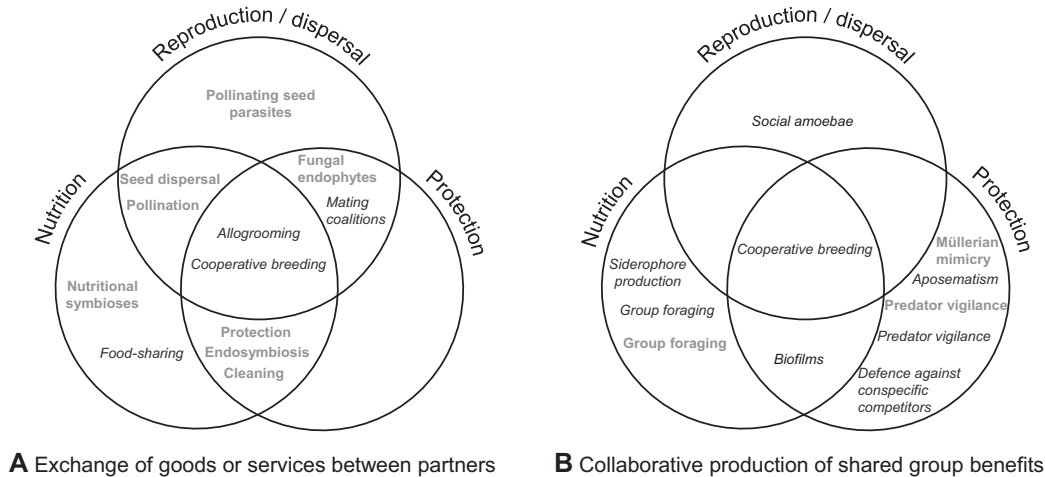 Reproduction / dispersal
Nutrition
Protection
Pollinating seed
parasites
Seed dispersal
Pollination
Fungal
endophytes
Mating
coalitions
Allogrooming
Cooperative breeding
Nutritional
symbioses
Food-sharing
Protection
Endosymbiosis
Cleaning
A Exchange of goods or services between partners
Reproduction / dispersal
Nutrition
Protection
Social amoebae
Cooperative breeding
Siderophore
production
Group foraging
Group foraging
Müllerian
mimicry
Aposematism
Predator vigilance
Predator vigilance
Biofilms
Defence against
conspecific
competitors
B Collaborative production of shared group benefits